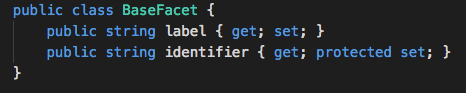 public class BaseFacet {
    public string label { get; set; }
    public string identifier { get; protected set; }
}